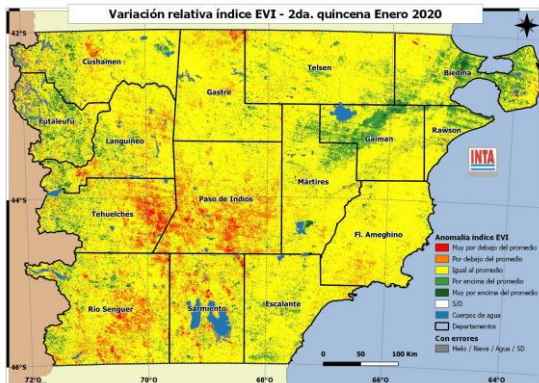 Variación relativa índice EVI - 2da. quincena Enero 2020
42°S
Cushamen
Gastre
Telsen
Biedma
Futaleufú
Languiñeo
Gaiman
Rawson
INTA
Mártires
Paso de Indios
44°S
Tehuelches
Fl. Ameghino
Anomalía índice EVI
Muy por debajo del promedio
Por debajo del promedio
Igual al promedio
Por encima del promedio
Muy por encima del promedio
S/D
Cuerpos de agua
Departamentos
Con errores
Hielo / Nieve / Agua / SD
Río Senguer
Sarmiento
Escalante
0 50 100 Km
46°S
72°W 70°W 68°W 66°W 64°W